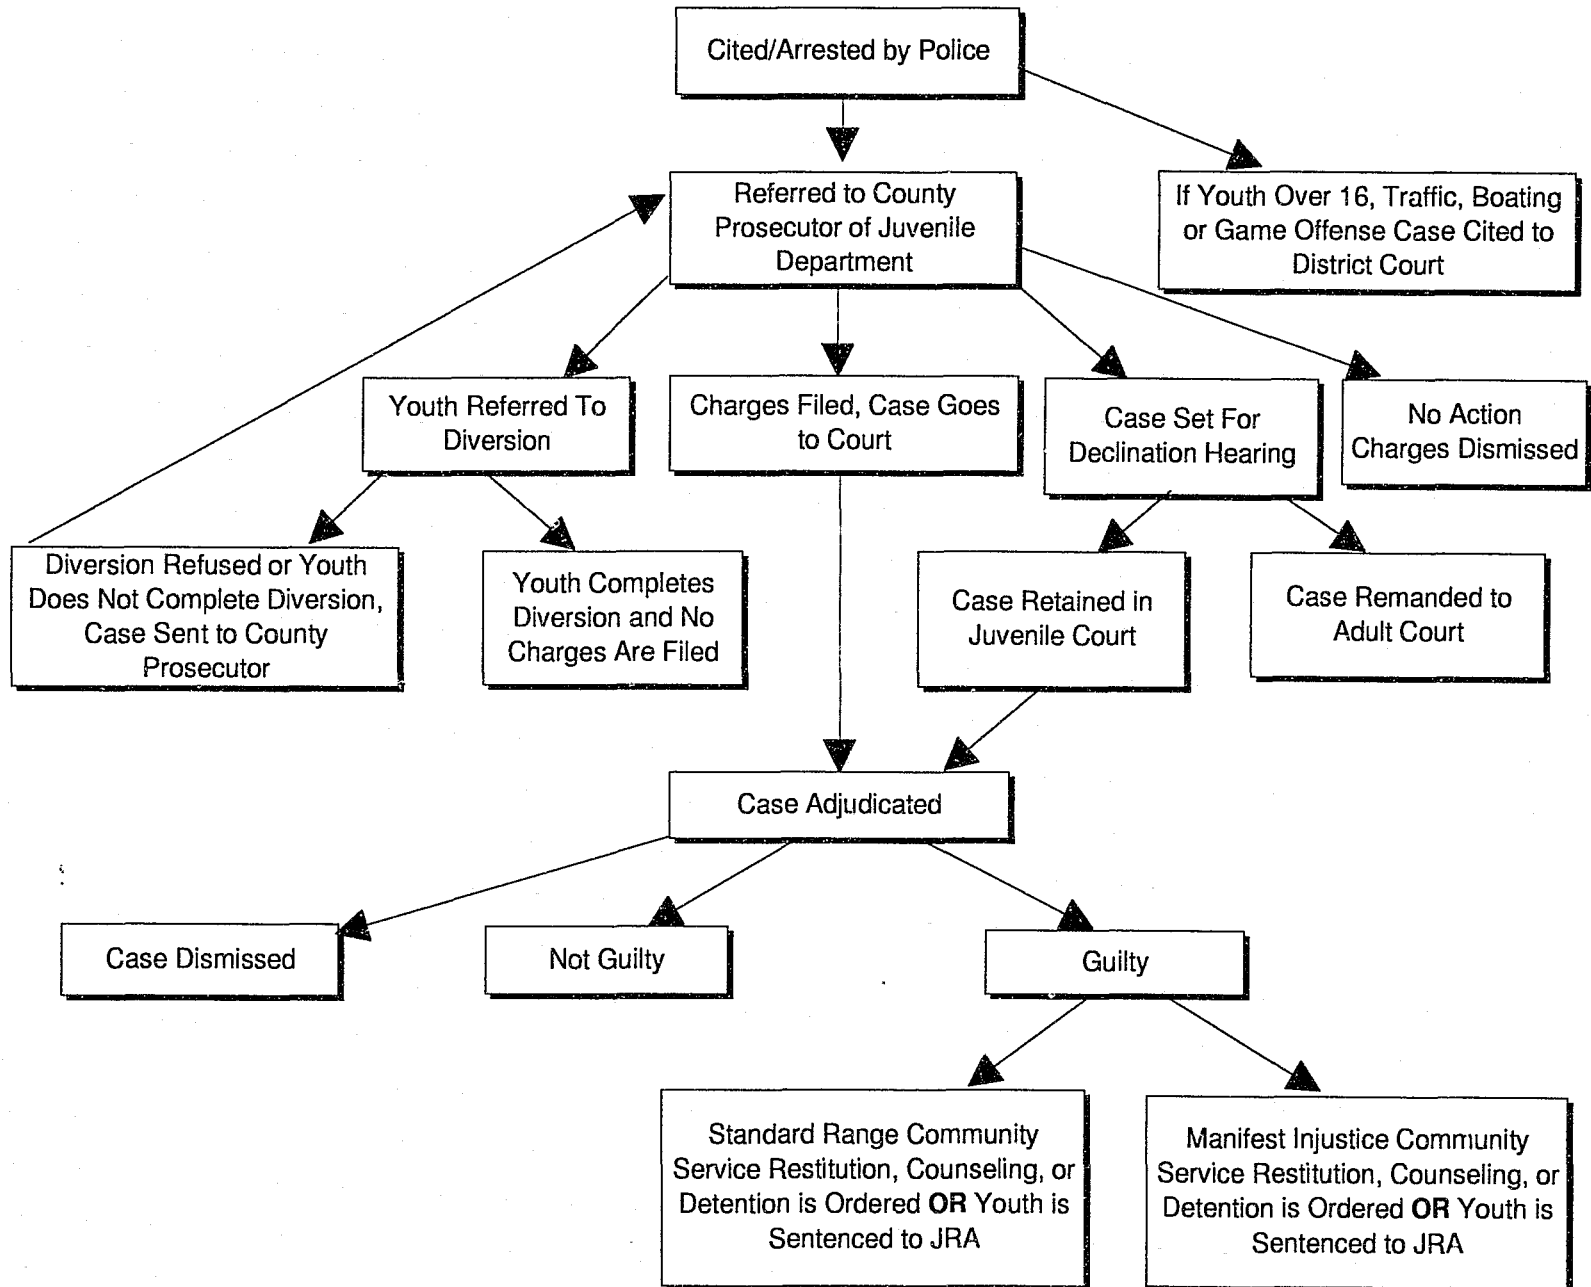 Cited/Arrested by Police
Referred to County
Prosecutor of Juvenile
Department
If Youth Over 16, Traffic, Boating
or Game Offense Case Cited to
District Court
Youth Referred To
Diversion
Charges Filed, Case Goes
to Court
Case Set For
Declination Hearing
No Action
Charges Dismissed
Diversion Refused or Youth
Does Not Complete Diversion,
Case Sent to County
Prosecutor
Youth Completes
Diversion and No
Charges Are Filed
Case Retained in
Juvenile Court
Case Remanded to
Adult Court
Case Adjudicated
Case Dismissed
Not Guilty
Guilty
Standard Range Community
Service Restitution, Counseling, or
Detention is Ordered OR Youth is
Sentenced to JRA
Manifest Injustice Community
Service Restitution, Counseling, or
Detention is Ordered OR Youth is
Sentenced to JRA